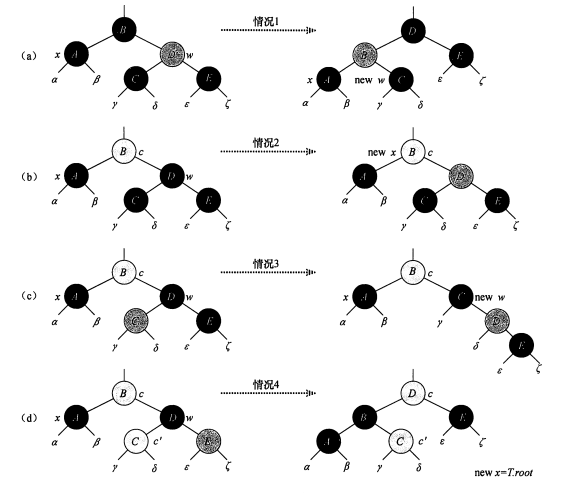 情况1
(a) B D
x A D w B E
C E x A new w C ε ζ
α β γ δ ε ζ α β γ δ
情况2
(b) B c new x B c
x A D w A D
α β C E α β C E
γ δ ε ζ γ δ ε ζ
情况3
(c) B c B c
x A D w x A C new w
α β C E α β γ D
γ δ ε ζ δ E
ε ζ
情况4
(d) B c D c
x A D w B E
α β C c' E A C c' ε ζ
γ δ ε ζ α β γ δ
new x=T.root